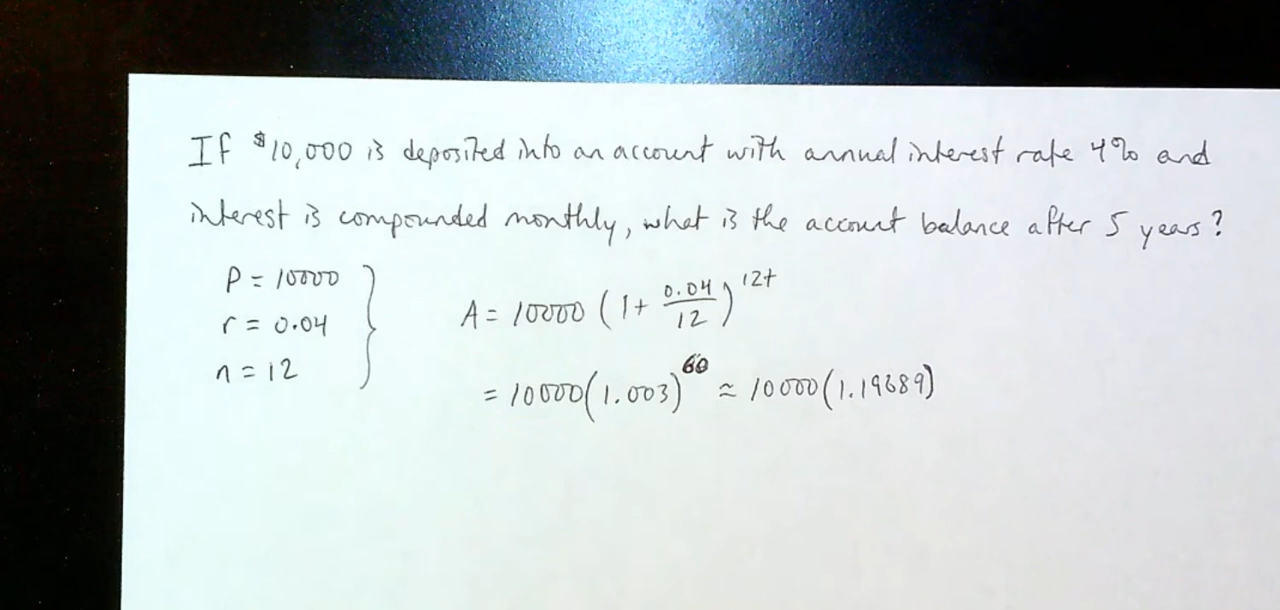 If $10,000 is deposited into an account with annual interest rate 4% and
interest is compounded monthly, what is the account balance after 5 years?
P = 10000
r = 0.04
n = 12
A = 10000 (1 + 0.04/12)^12t
= 10000(1.003)^60 ≈ 10000(1.19689)